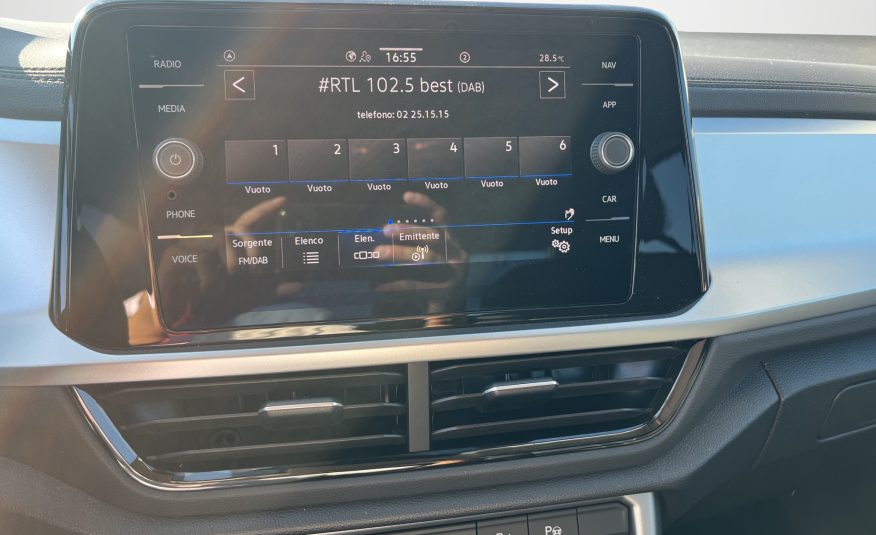 RADIO
MEDIA
PHONE
VOICE
16:55
2
28.5°C
#RTL 102.5 best (DAB)
telefono: 02 25.15.15
1 2 3 4 5 6
Vuoto Vuoto Vuoto Vuoto Vuoto Vuoto
Sorgente Elenco Elen. Emittente Setup
FM/DAB
NAV
APP
CAR
MENU
P